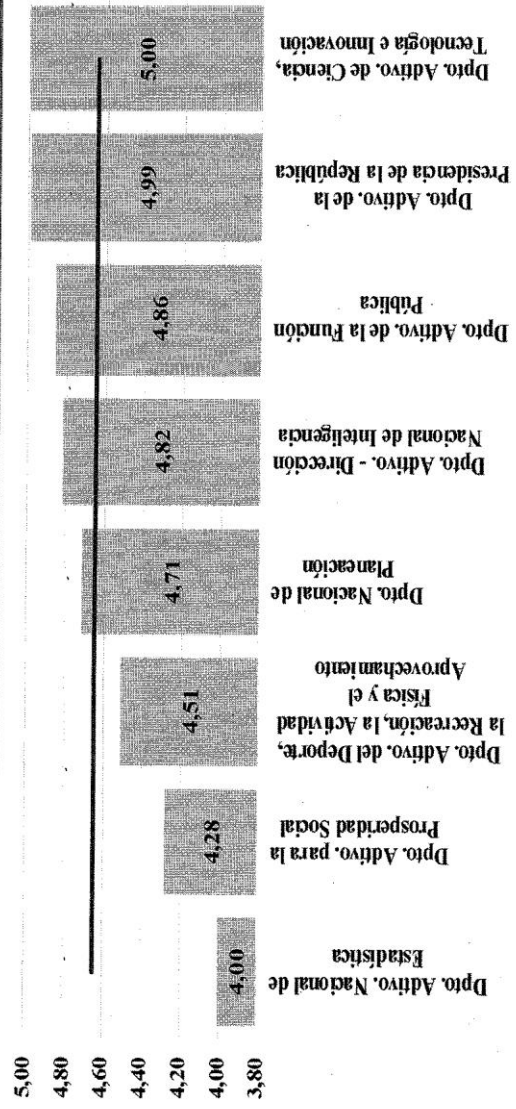 5,00
4,80
4,60
4,40
4,20
4,00
3,80
4,00
4,28
4,51
4,71
4,82
4,86
4,99
5,00
Dpto. Adtivo. Nacional de
Estadística
Dpto. Adtivo. para la
Prosperidad Social
Dpto. Adtivo. del Deporte,
la Recreación, la Actividad
Física y el
Aprovechamiento
Dpto. Nacional de
Planeación
Dpto. Adtivo. - Dirección
Nacional de Inteligencia
Dpto. Adtivo. de la Función
Pública
Dpto. Adtivo. de la
Presidencia de la República
Dpto. Adtivo. de Ciencia,
Tecnología e Innovación